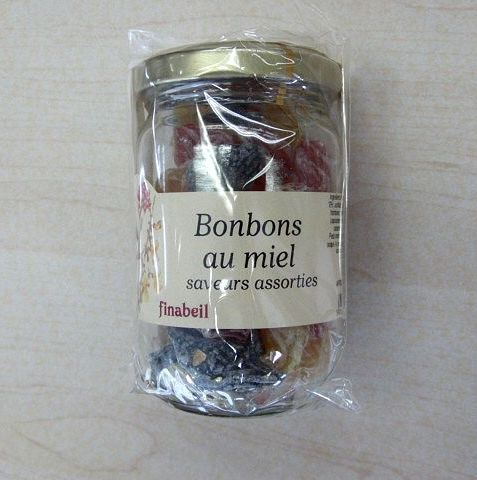 Bonbons
au miel
saveurs assorties
finabeil